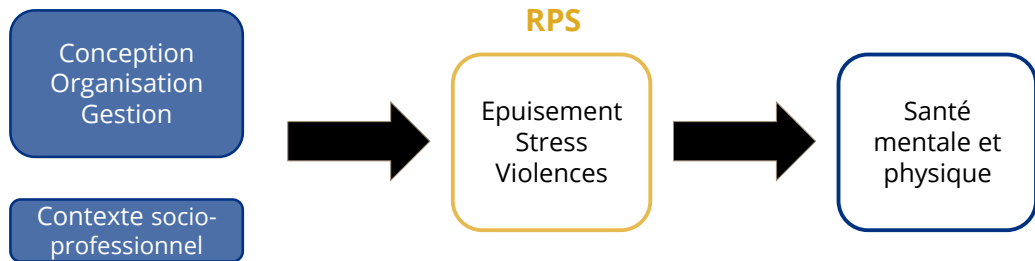 RPS
Conception
Organisation
Gestion
Contexte socio-
professionnel
Epuisement
Stress
Violences
Santé
mentale et
physique